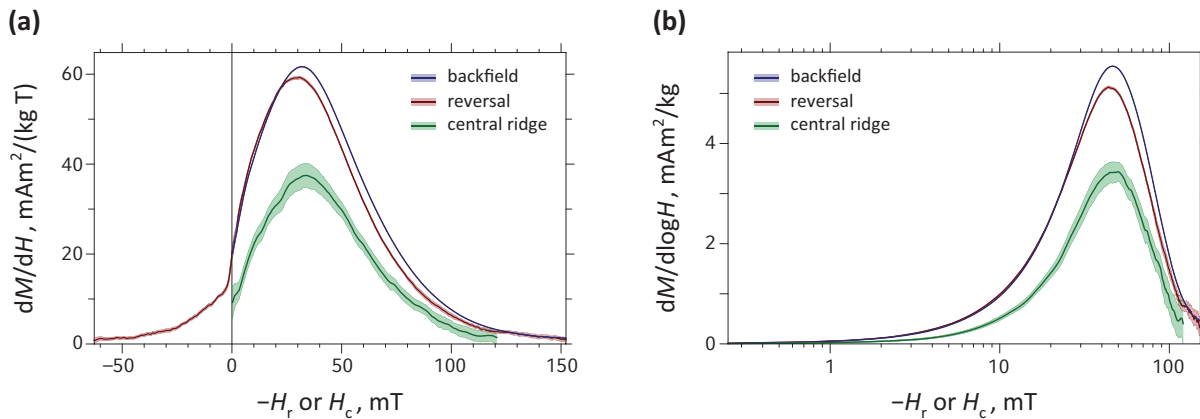 (a)
60
40
20
0
dM/dH, mAm²/(kg T)
backfield
reversal
central ridge
−50
0
50
100
150
−Hr or Hc, mT
(b)
4
2
0
dM/dlogH, mAm²/kg
backfield
reversal
central ridge
1
10
100
−Hr or Hc, mT